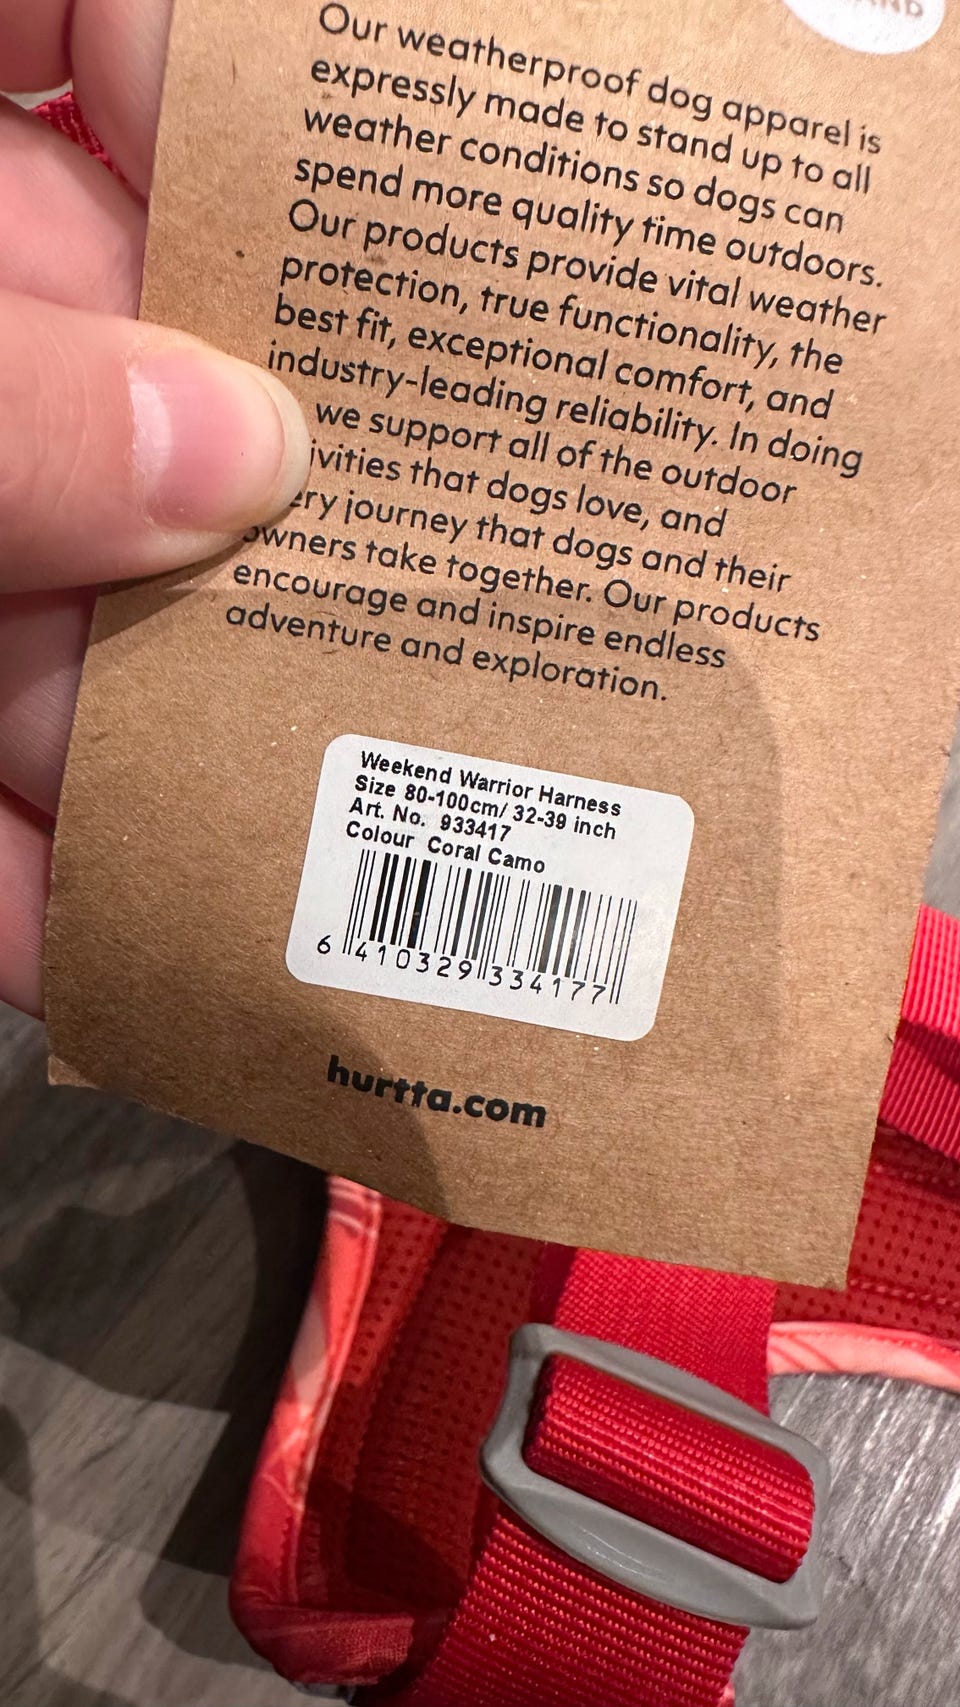 Our weatherproof dog apparel is
expressly made to stand up to all
weather conditions so dogs can
spend more quality time outdoors.
Our products provide vital weather
protection, true functionality, the
best fit, exceptional comfort, and
industry-leading reliability. In doing
we support all of the outdoor
ivities that dogs love, and
ery journey that dogs and their
owners take together. Our products
encourage and inspire endless
adventure and exploration.
Weekend Warrior Harness
Size 80-100cm/ 32-39 inch
Art. No. 933417
Colour Coral Camo
6 410329 334177
hurtta.com